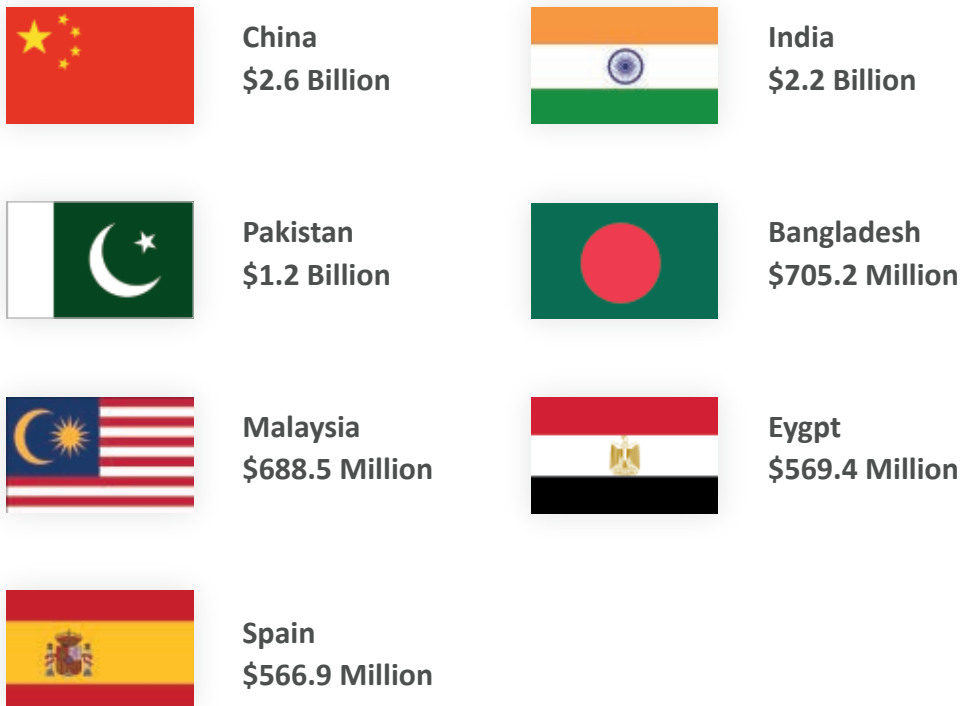 China
$2.6 Billion
India
$2.2 Billion
Pakistan
$1.2 Billion
Bangladesh
$705.2 Million
Malaysia
$688.5 Million
Eygpt
$569.4 Million
Spain
$566.9 Million